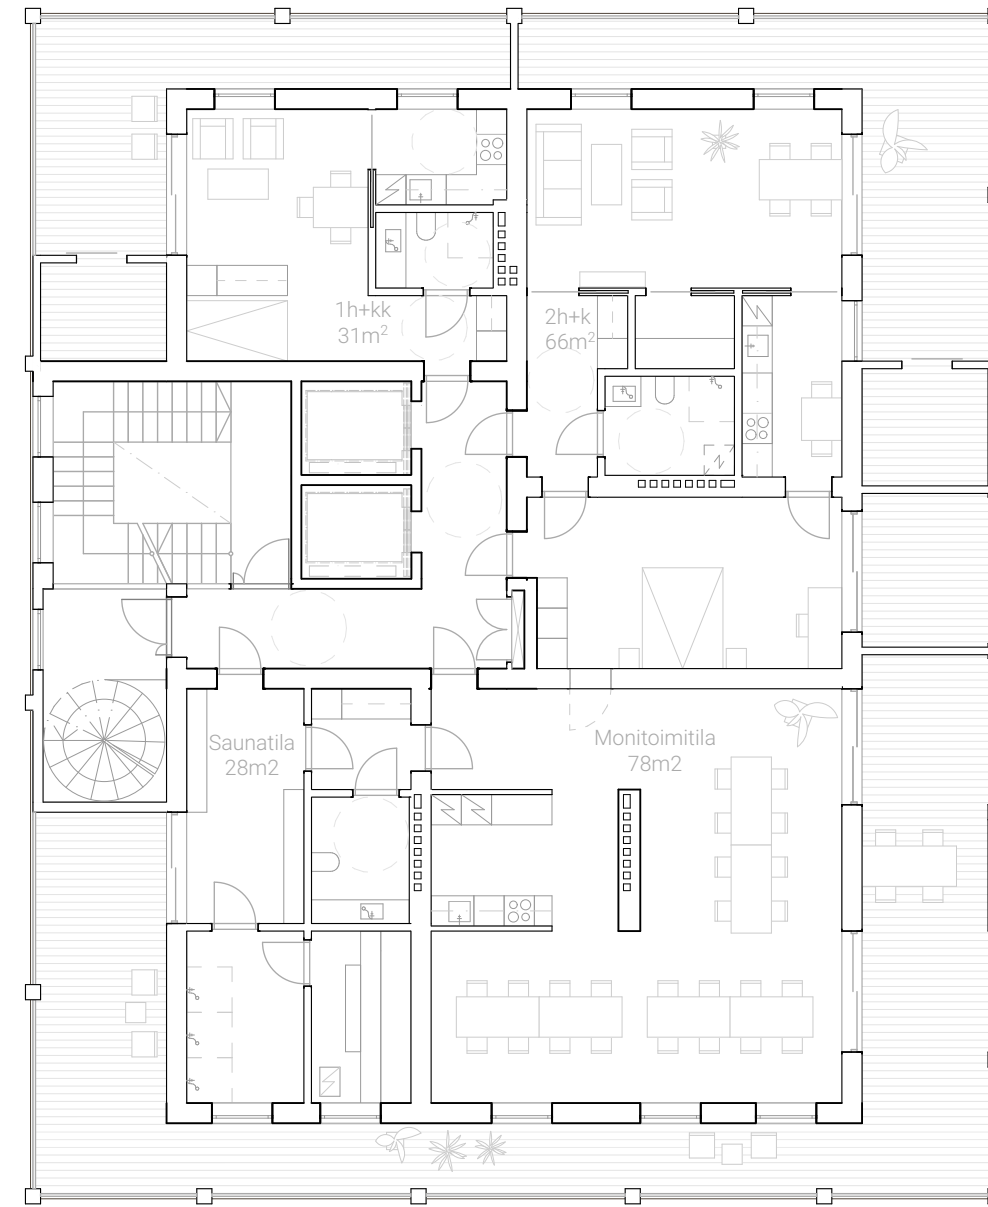 1h+kk
31m²
2h+k
66m²
Saunatila
28m2
Monitoimitila
78m2